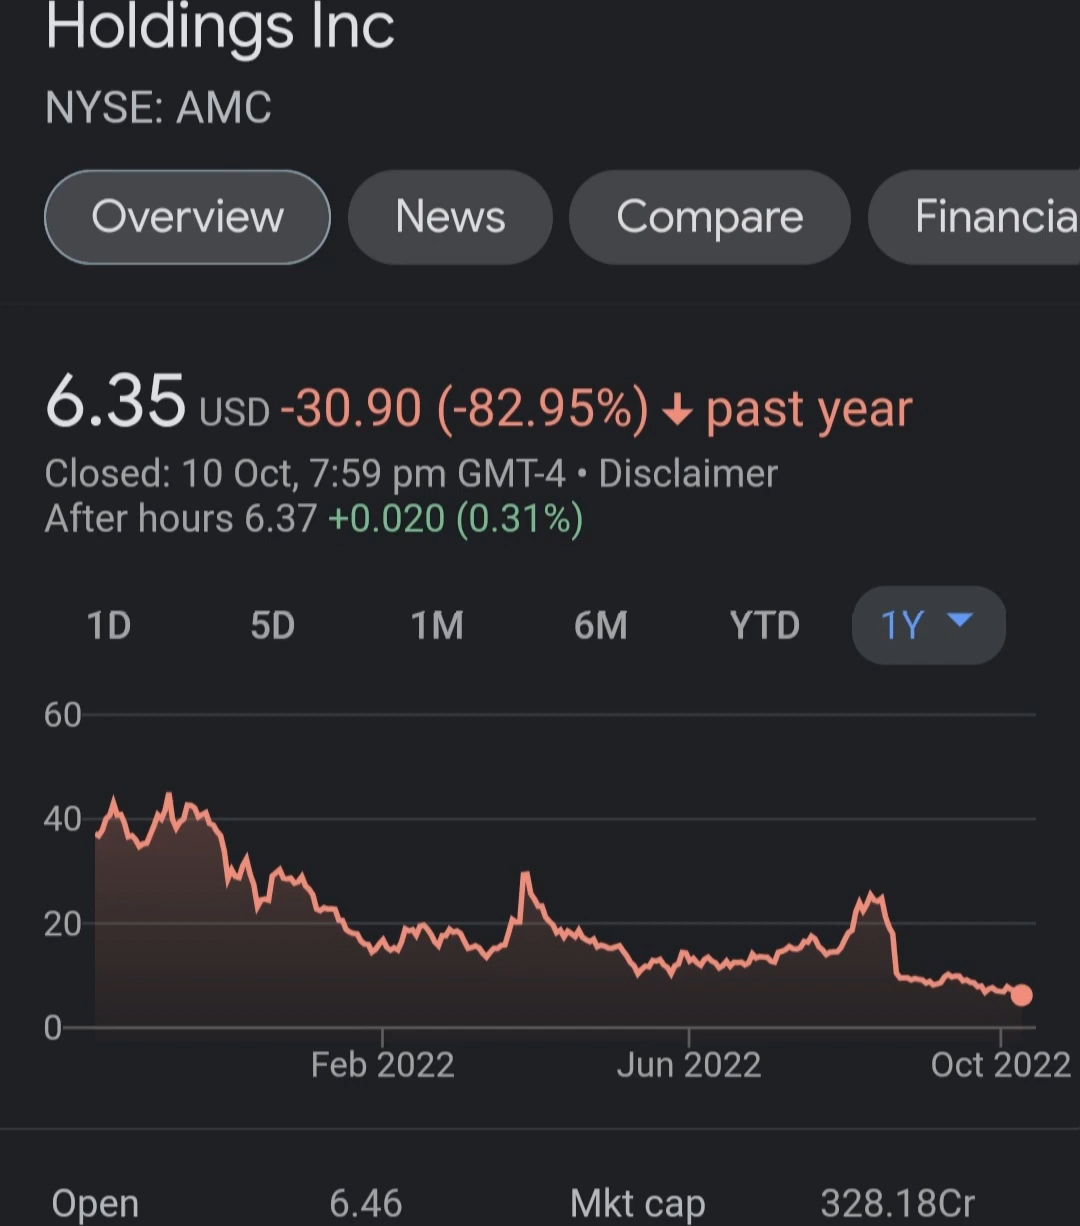 Holdings Inc
NYSE: AMC
Overview News Compare Financia
6.35 USD -30.90 (-82.95%) ↓ past year
Closed: 10 Oct, 7:59 pm GMT-4 • Disclaimer
After hours 6.37 +0.020 (0.31%)
1D 5D 1M 6M YTD 1Y
60
40
20
0
Feb 2022 Jun 2022 Oct 2022
Open 6.46 Mkt cap 328.18Cr